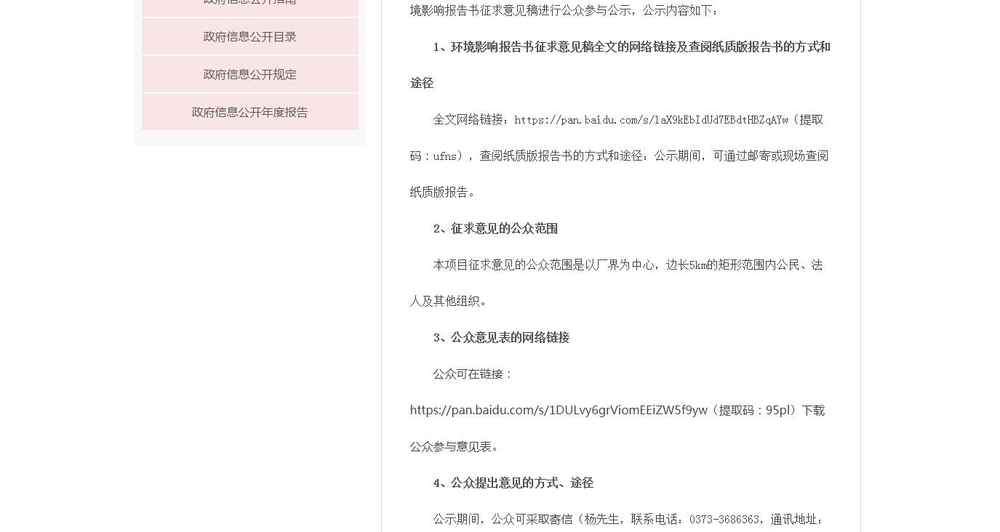 政府信息公开指南
政府信息公开目录
政府信息公开规定
政府信息公开年度报告
境影响报告书征求意见稿进行公众参与公示，公示内容如下：
1、环境影响报告书征求意见稿全文的网络链接及查阅纸质版报告书的方式和
途径
全文网络链接：https://pan.baidu.com/s/1aX9kEbIdUd7EBdtHBZqAYw（提取
码：ufns），查阅纸质版报告书的方式和途径：公示期间，可通过邮寄或现场查阅
纸质版报告。
2、征求意见的公众范围
本项目征求意见的公众范围是以厂界为中心，边长5km的矩形范围内公民、法
人及其他组织。
3、公众意见表的网络链接
公众可在链接：
https://pan.baidu.com/s/1DULvy6grViomEEiZW5f9yw（提取码：95pl）下载
公众参与意见表。
4、公众提出意见的方式、途径
公示期间，公众可采取寄信（杨先生，联系电话：0373-3686363，通讯地址：